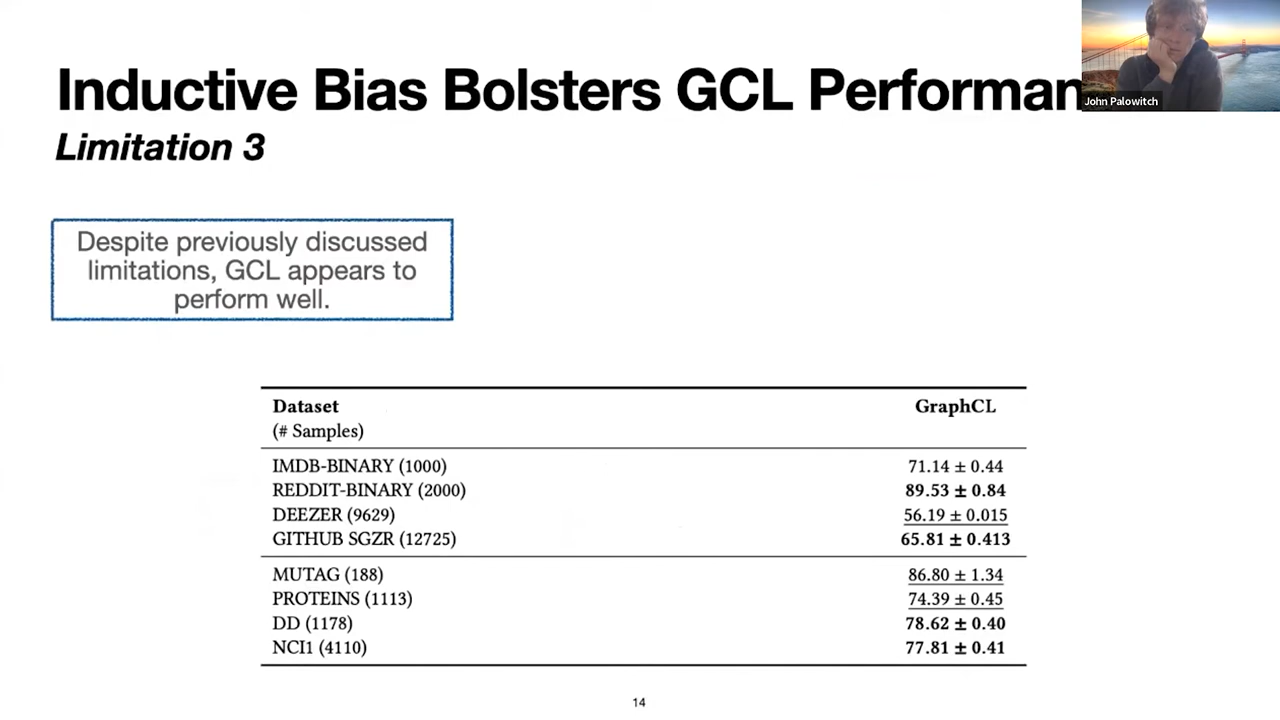 Inductive Bias Bolsters GCL Performan
John Palowitch
Limitation 3
Despite previously discussed
limitations, GCL appears to
perform well.
Dataset GraphCL
(# Samples)
IMDB-BINARY (1000) 71.14 ± 0.44
REDDIT-BINARY (2000) 89.53 ± 0.84
DEEZER (9629) 56.19 ± 0.015
GITHUB SGZR (12725) 65.81 ± 0.413
MUTAG (188) 86.80 ± 1.34
PROTEINS (1113) 74.39 ± 0.45
DD (1178) 78.62 ± 0.40
NCI1 (4110) 77.81 ± 0.41
14